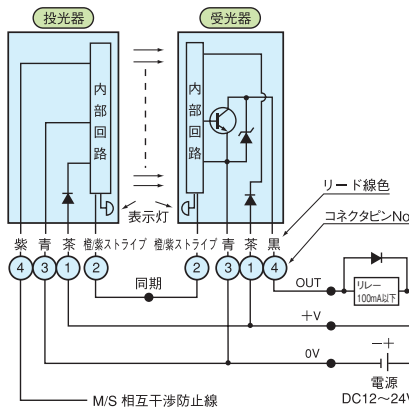 投光器
受光器
内部回路
内部回路
表示灯
リード線色
コネクタピンNo
紫 青 茶 橙/紫ストライプ 橙/紫ストライプ 青 茶 黒
4 3 1 2 2 3 1 4
同期
OUT
リレー
100mA以下
+V
0V
− +
電源
DC12〜24V
M/S 相互干渉防止線